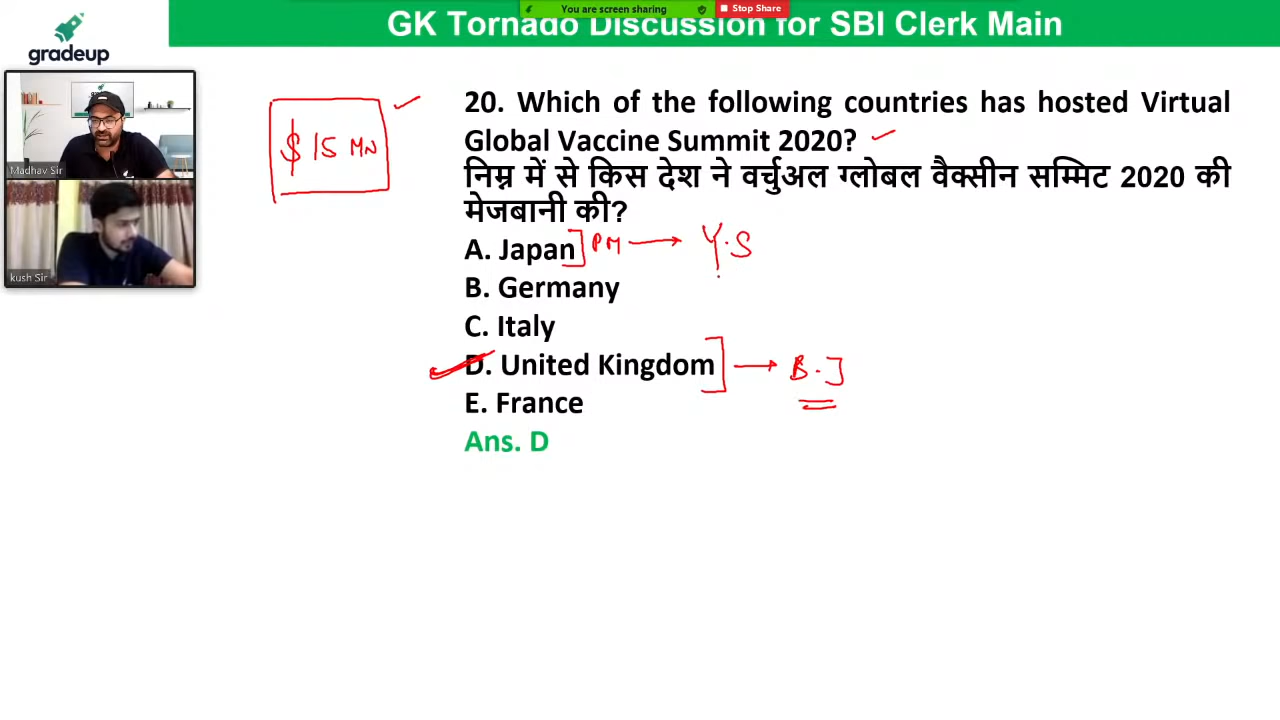 You are screen sharing
Stop Share
GK Tornado Discussion for SBI Clerk Main
gradeup
Madhav Sir
kush Sir
$ 15 MN
20. Which of the following countries has hosted Virtual
Global Vaccine Summit 2020?
निम्न में से किस देश ने वर्चुअल ग्लोबल वैक्सीन सम्मिट 2020 की
मेजबानी की?
A. Japan] PM → Y.S
B. Germany
C. Italy
D. United Kingdom] → B.J
E. France
Ans. D